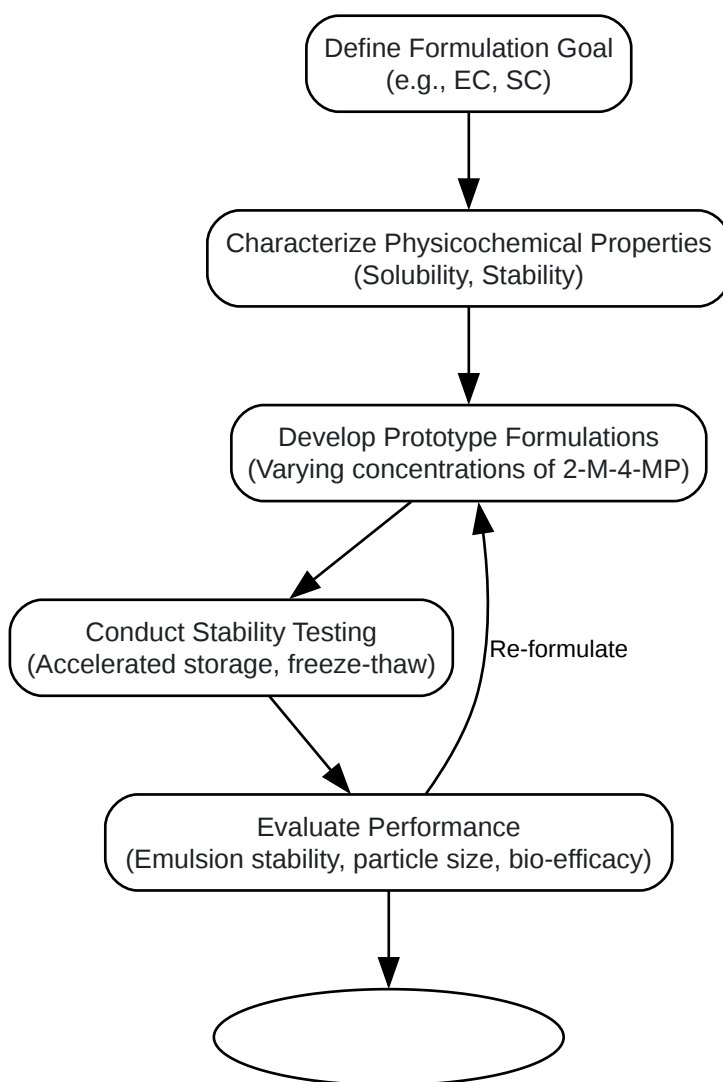 Define Formulation Goal
(e.g., EC, SC)
Characterize Physicochemical Properties
(Solubility, Stability)
Develop Prototype Formulations
(Varying concentrations of 2-M-4-MP)
Conduct Stability Testing
(Accelerated storage, freeze-thaw)
Re-formulate
Evaluate Performance
(Emulsion stability, particle size, bio-efficacy)